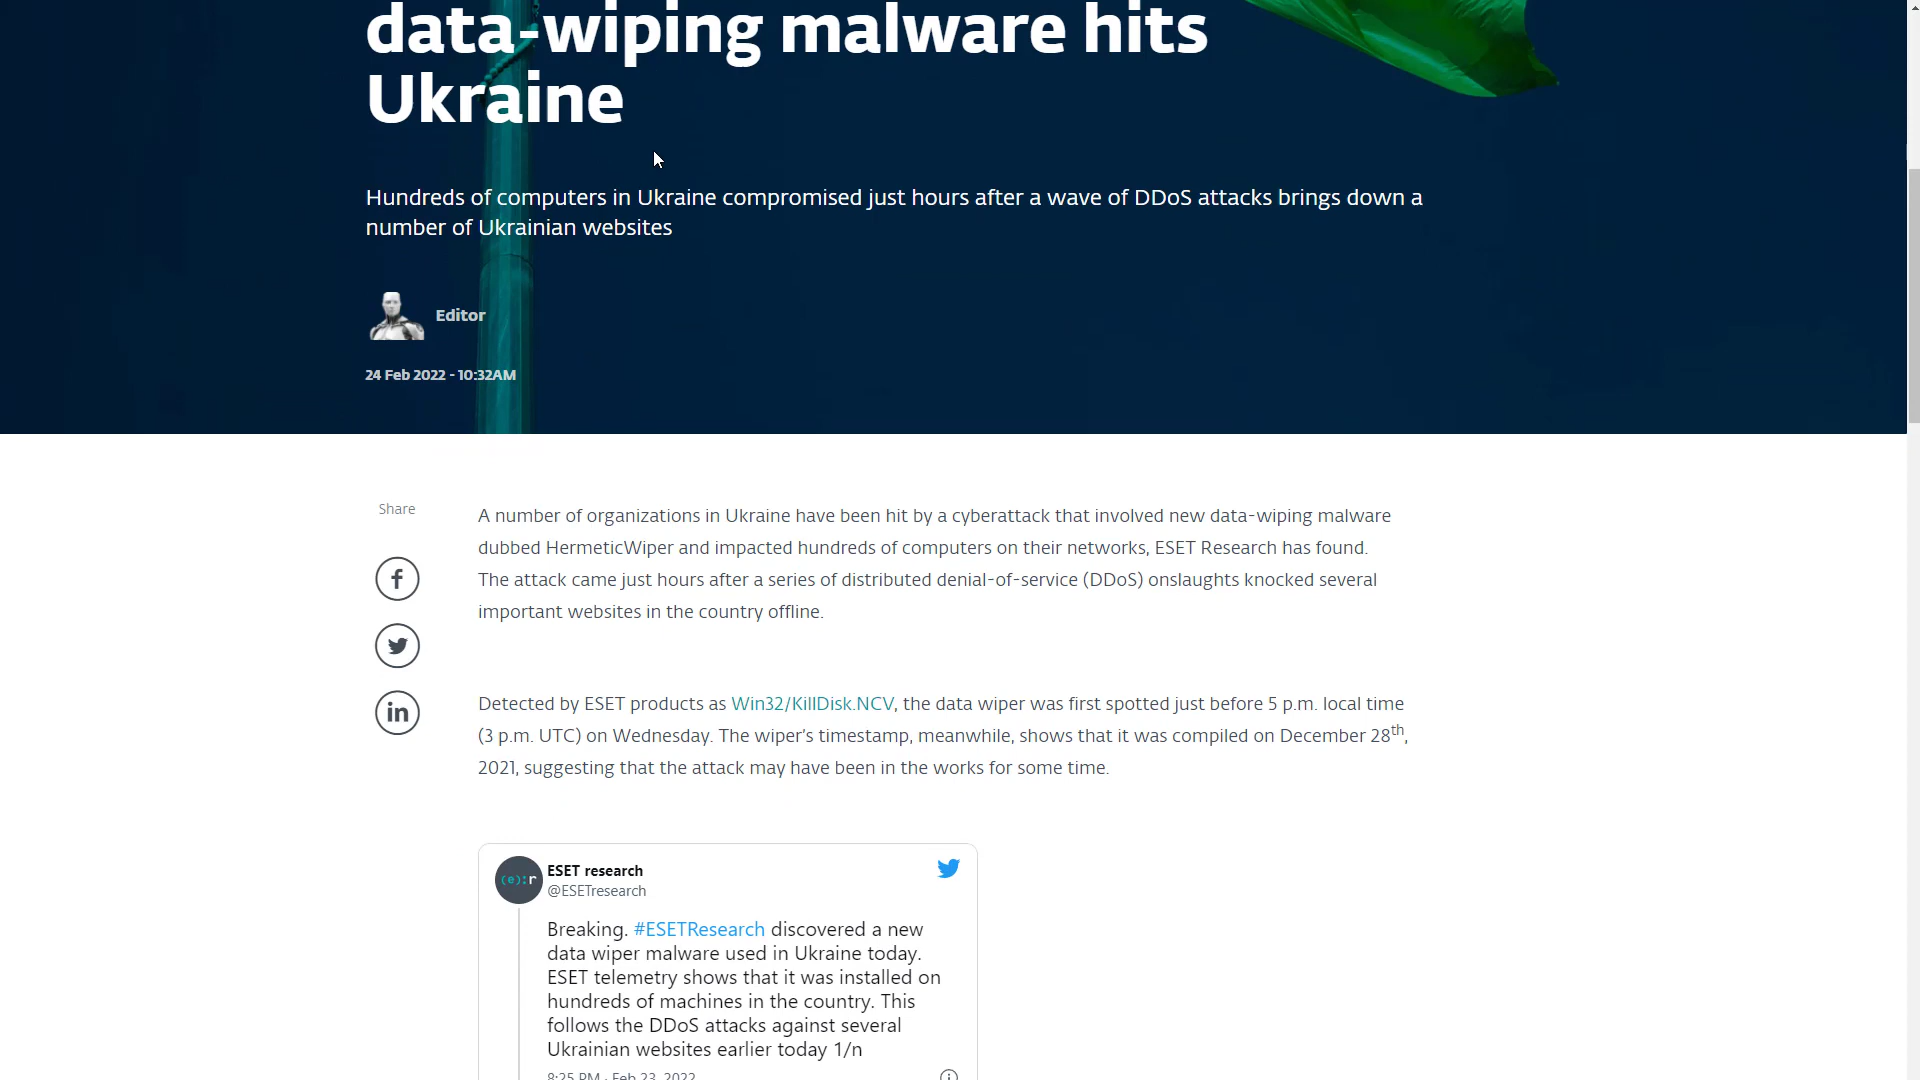 data-wiping malware hits
Ukraine
Hundreds of computers in Ukraine compromised just hours after a wave of DDoS attacks brings down a
number of Ukrainian websites
Editor
24 Feb 2022 - 10:32AM
Share
A number of organizations in Ukraine have been hit by a cyberattack that involved new data-wiping malware
dubbed HermeticWiper and impacted hundreds of computers on their networks, ESET Research has found.
The attack came just hours after a series of distributed denial-of-service (DDoS) onslaughts knocked several
important websites in the country offline.
Detected by ESET products as Win32/KillDisk.NCV, the data wiper was first spotted just before 5 p.m. local time
(3 p.m. UTC) on Wednesday. The wiper's timestamp, meanwhile, shows that it was compiled on December 28th,
2021, suggesting that the attack may have been in the works for some time.
(e):r
ESET research
@ESETresearch
Breaking. #ESETResearch discovered a new
data wiper malware used in Ukraine today.
ESET telemetry shows that it was installed on
hundreds of machines in the country. This
follows the DDoS attacks against several
Ukrainian websites earlier today 1/n
8:25 PM · Feb 23, 2022